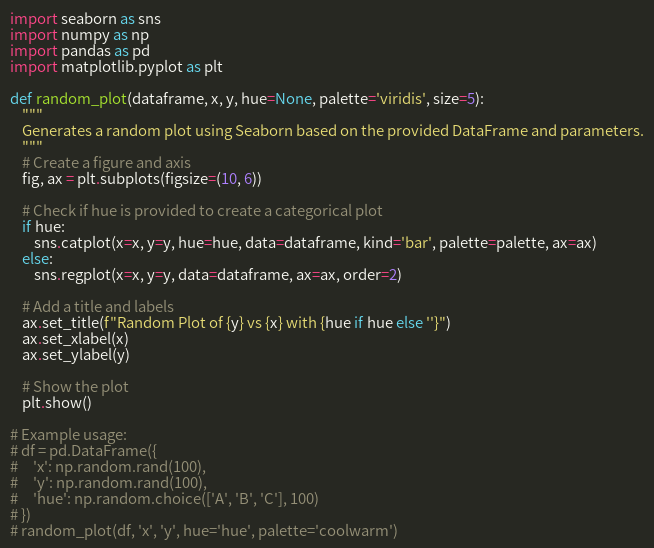 import seaborn as sns
import numpy as np
import pandas as pd
import matplotlib.pyplot as plt

def random_plot(dataframe, x, y, hue=None, palette='viridis', size=5):
    """
    Generates a random plot using Seaborn based on the provided DataFrame and parameters.
    """
    # Create a figure and axis
    fig, ax = plt.subplots(figsize=(10, 6))

    # Check if hue is provided to create a categorical plot
    if hue:
        sns.catplot(x=x, y=y, hue=hue, data=dataframe, kind='bar', palette=palette, ax=ax)
    else:
        sns.regplot(x=x, y=y, data=dataframe, ax=ax, order=2)

    # Add a title and labels
    ax.set_title(f"Random Plot of {y} vs {x} with {hue if hue else ''}")
    ax.set_xlabel(x)
    ax.set_ylabel(y)

    # Show the plot
    plt.show()

# Example usage:
# df = pd.DataFrame({
#     'x': np.random.rand(100),
#     'y': np.random.rand(100),
#     'hue': np.random.choice(['A', 'B', 'C'], 100)
# })
# random_plot(df, 'x', 'y', hue='hue', palette='coolwarm')